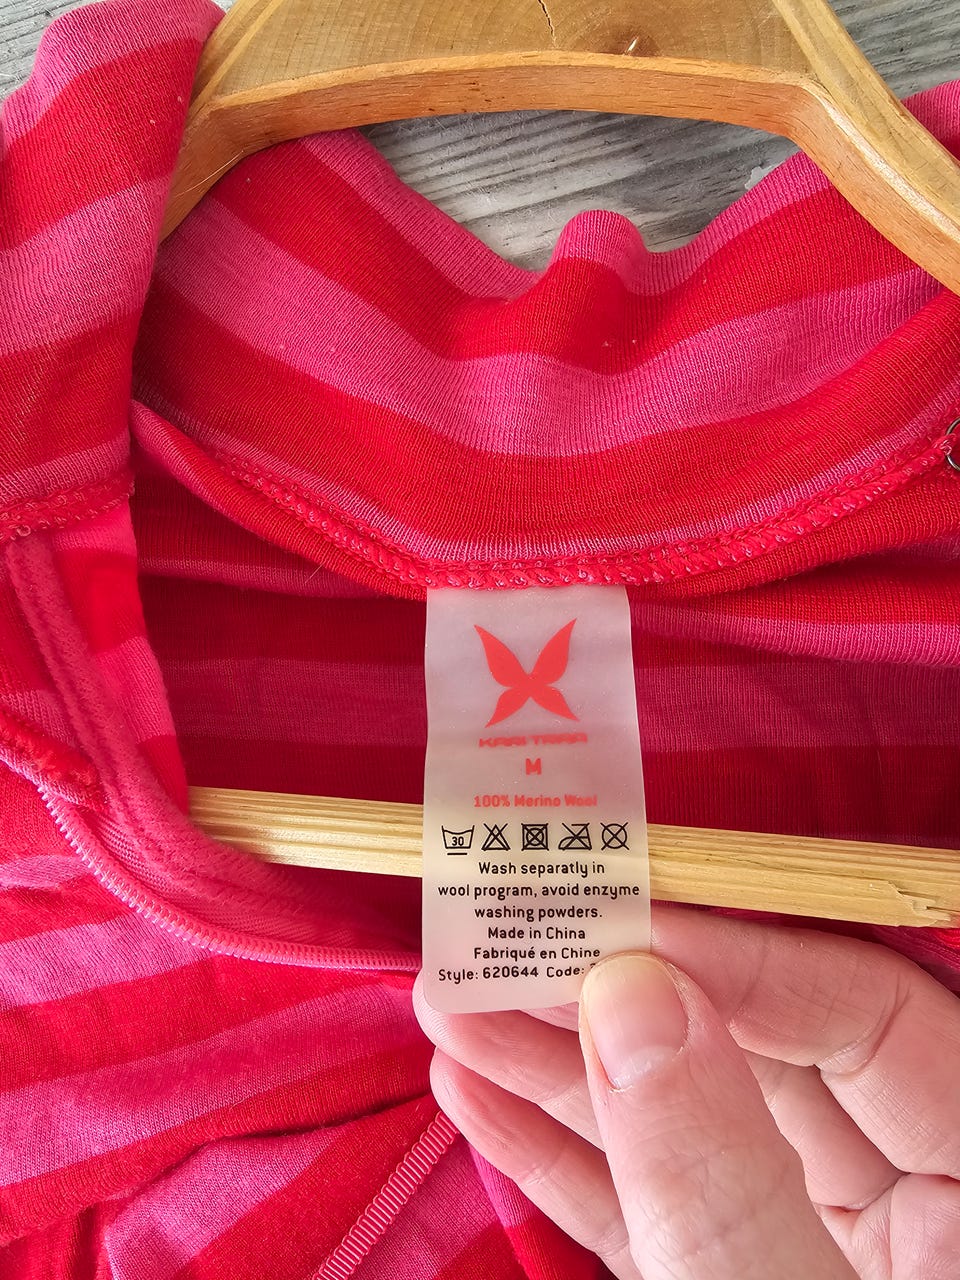 KARI TRAA
M
100% Merino Wool
30
Wash separatly in
wool program, avoid enzyme
washing powders.
Made in China
Fabriqué en Chine
Style: 620644 Code: